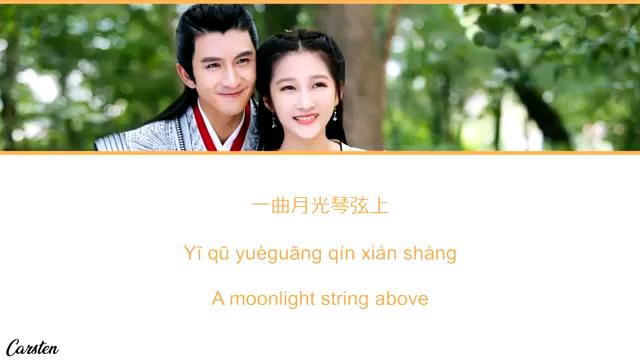 一曲月光琴弦上
Yī qū yuèguāng qín xián shàng
A moonlight string above
Carsten